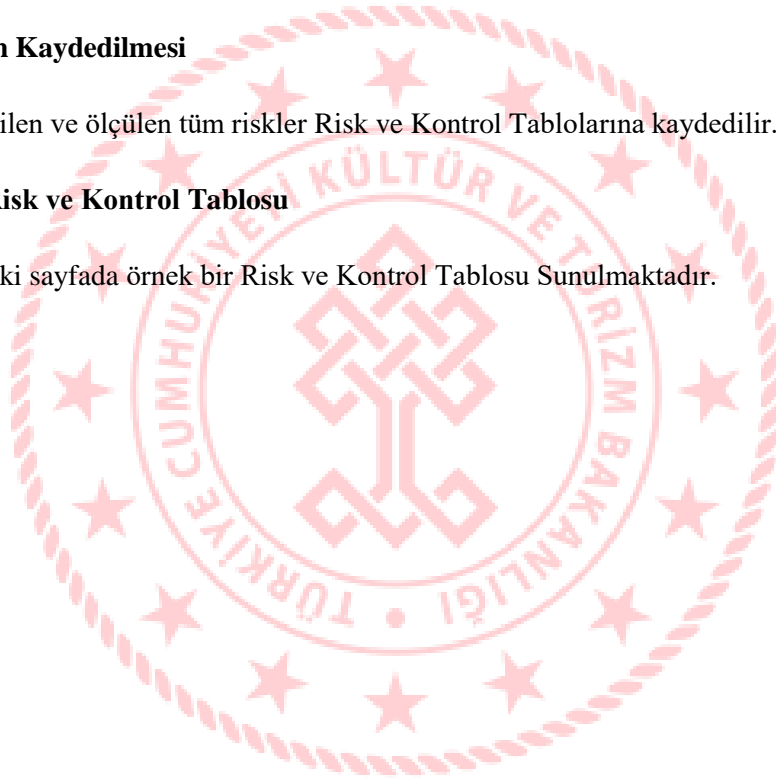 n Kaydedilmesi
ilen ve ölçülen tüm riskler Risk ve Kontrol Tablolarına kaydedilir.
Risk ve Kontrol Tablosu
ki sayfada örnek bir Risk ve Kontrol Tablosu Sunulmaktadır.
TÜRKİYE CUMHURİYETİ KÜLTÜR VE TURİZM BAKANLIĞI